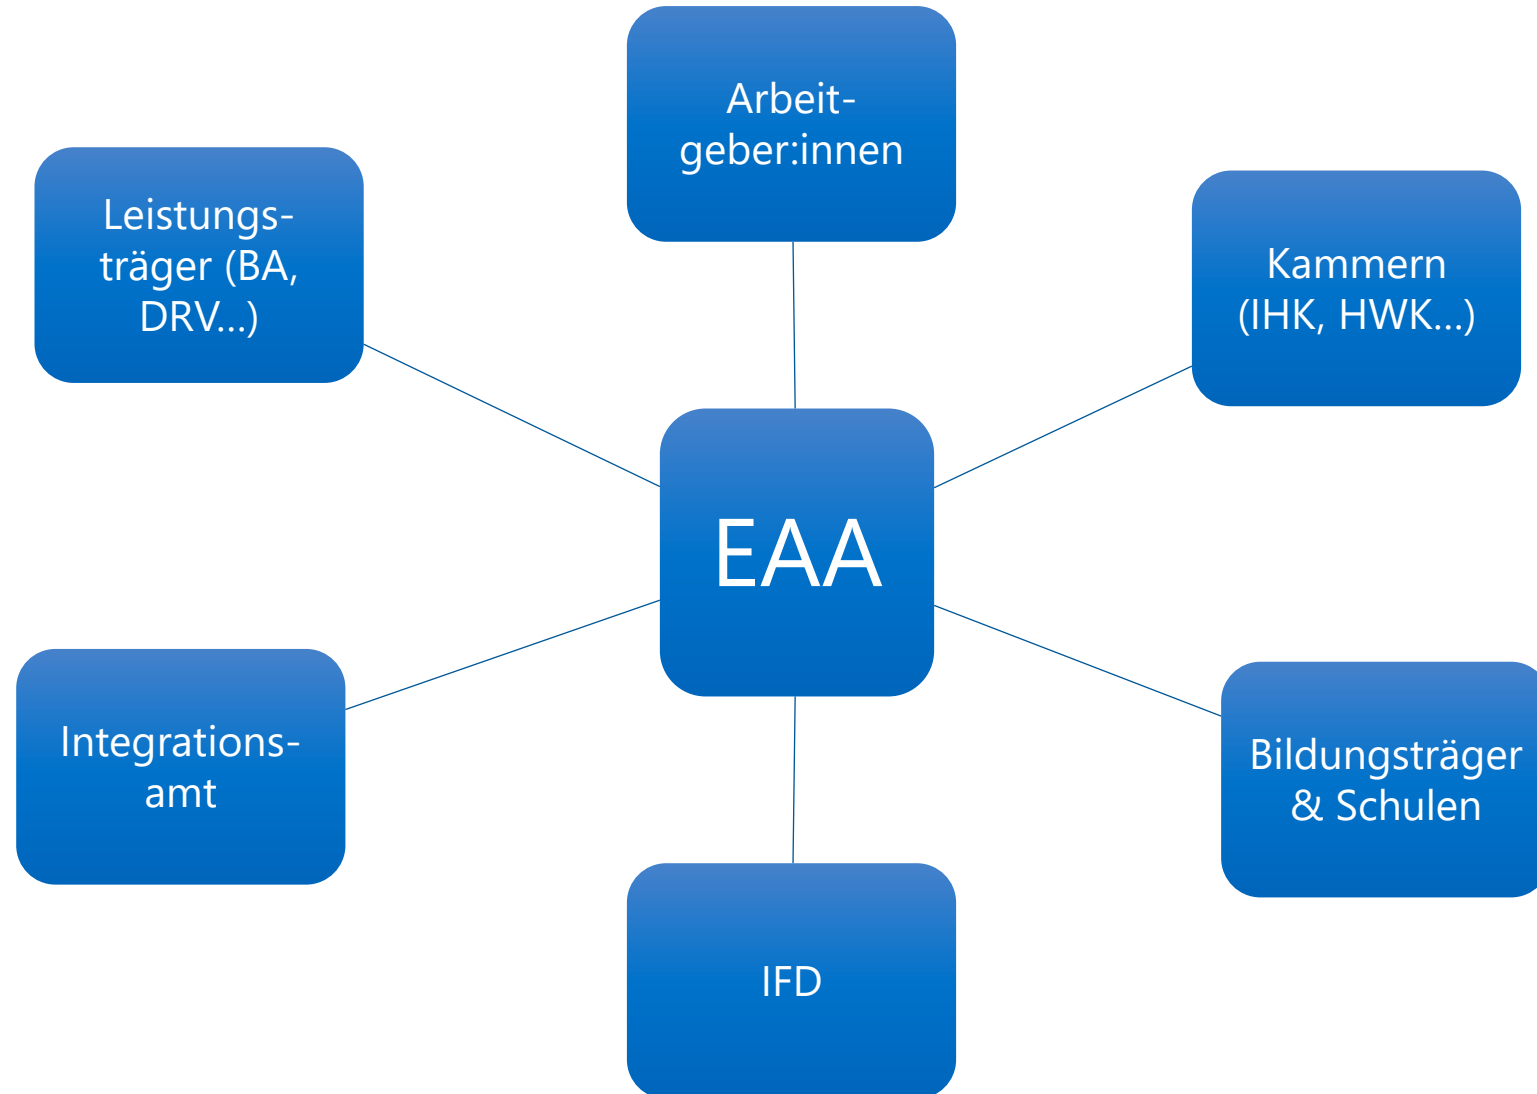 Arbeit-
geber:innen
Leistungs-
träger (BA,
DRV...)
Kammern
(IHK, HWK...)
EAA
Integrations-
amt
Bildungsträger
& Schulen
IFD